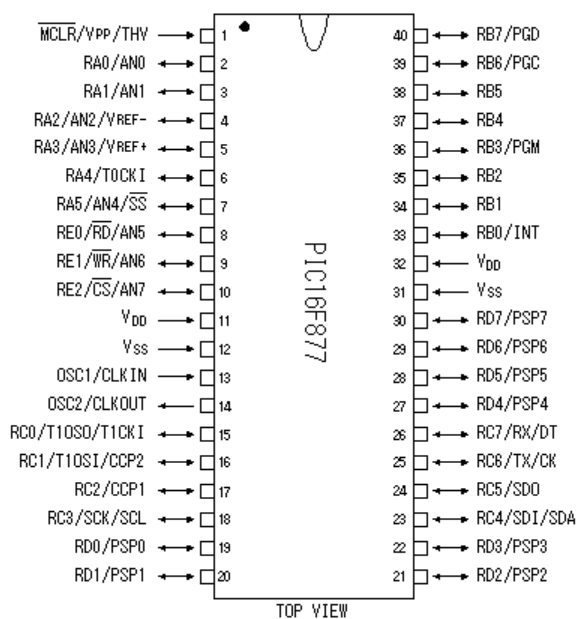 MCLR/VPP/THV 1 40 RB7/PGD
RA0/AN0 2 39 RB6/PGC
RA1/AN1 3 38 RB5
RA2/AN2/VREF- 4 37 RB4
RA3/AN3/VREF+ 5 36 RB3/PGM
RA4/T0CKI 6 35 RB2
RA5/AN4/SS 7 34 RB1
RE0/RD/AN5 8 33 RB0/INT
RE1/WR/AN6 9 32 VDD
RE2/CS/AN7 10 31 VSS
VDD 11 30 RD7/PSP7
VSS 12 29 RD6/PSP6
OSC1/CLKIN 13 28 RD5/PSP5
OSC2/CLKOUT 14 27 RD4/PSP4
RC0/T1OSO/T1CKI 15 26 RC7/RX/DT
RC1/T1OSI/CCP2 16 25 RC6/TX/CK
RC2/CCP1 17 24 RC5/SDO
RC3/SCK/SCL 18 23 RC4/SDI/SDA
RD0/PSP0 19 22 RD3/PSP3
RD1/PSP1 20 21 RD2/PSP2
PIC16F877
TOP VIEW